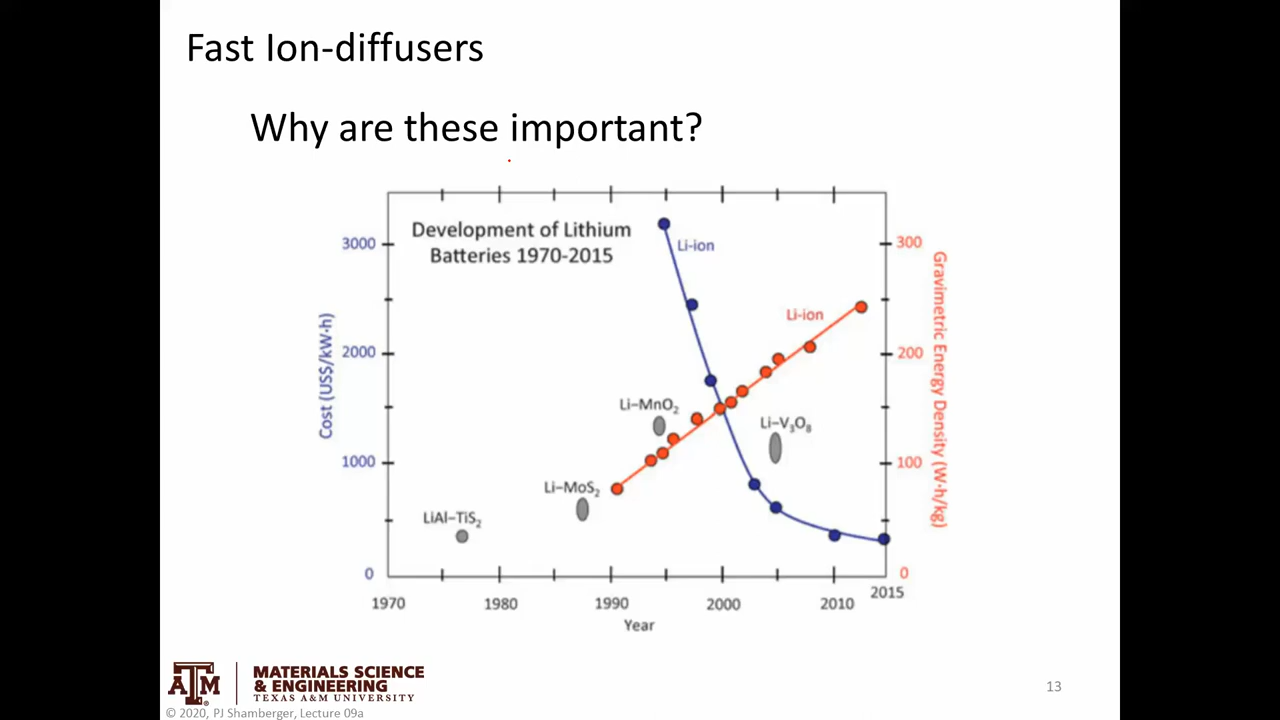 Fast Ion-diffusers
Why are these important?
Development of Lithium
Batteries 1970-2015
Li-ion
Li-ion
Li–MnO₂
Li–V₃O₈
Li–MoS₂
LiAl–TiS₂
Cost (US$/kW·h)
3000
2000
1000
0
300
200
100
0
Gravimetric Energy Density (W·h/kg)
1970
1980
1990
2000
2010
2015
Year
ATM
MATERIALS SCIENCE
& ENGINEERING
TEXAS A&M UNIVERSITY
© 2020, PJ Shamberger, Lecture 09a
13